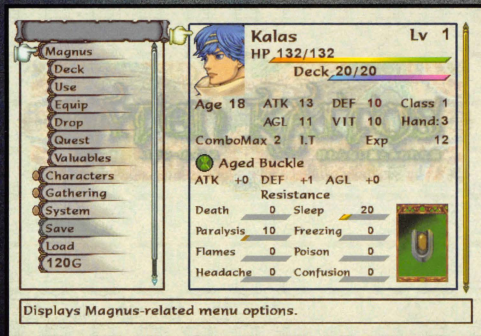 Magnus
Deck
Use
Equip
Drop
Quest
Valuables
Characters
Gathering
System
Save
Load
120G
Kalas Lv 1
HP 132/132
Deck 20/20
Age 18 ATK 13 DEF 10 Class 1
AGL 11 VIT 10 Hand:3
ComboMax 2 I.T Exp 12
Aged Buckle
ATK +0 DEF +1 AGL +0
Resistance
Death 0 Sleep 20
Paralysis 10 Freezing 0
Flames 0 Poison 0
Headache 0 Confusion 0
Displays Magnus-related menu options.